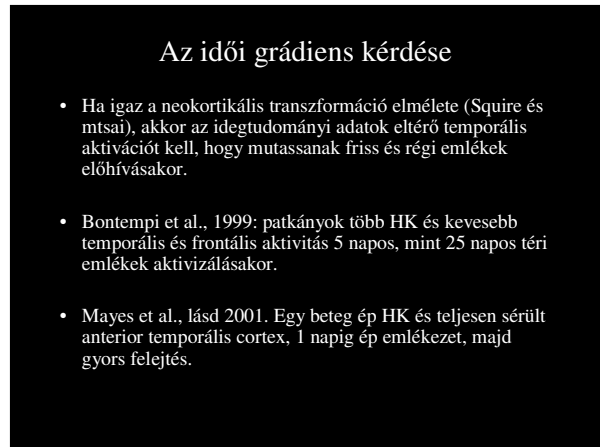 Az idői grádiens kérdése
• Ha igaz a neokortikális transzformáció elmélete (Squire és
mtsai), akkor az idegtudományi adatok eltérő temporális
aktivációt kell, hogy mutassanak friss és régi emlékek
előhívásakor.
• Bontempi et al., 1999: patkányok több HK és kevesebb
temporális és frontális aktivitás 5 napos, mint 25 napos téri
emlékek aktivizálásakor.
• Mayes et al., lásd 2001. Egy beteg ép HK és teljesen sérült
anterior temporális cortex, 1 napig ép emlékezet, majd
gyors felejtés.